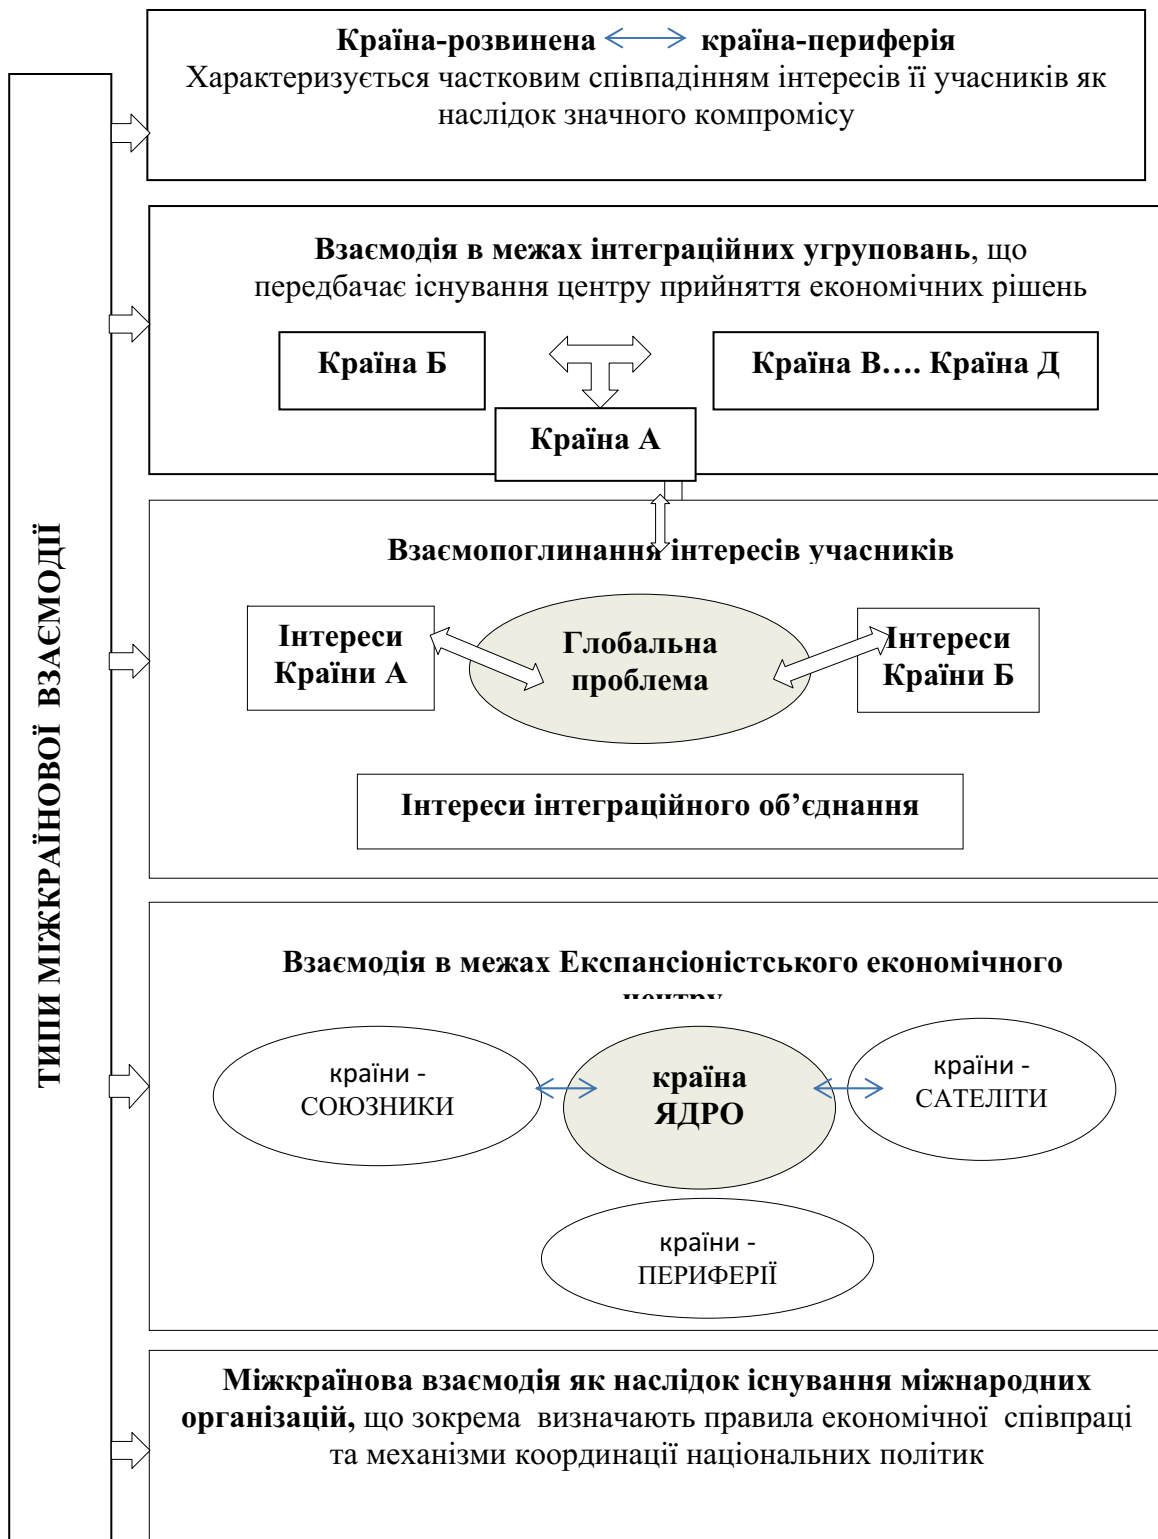 Країна-розвинена країна-периферія
Характеризується частковим співпадінням інтересів її учасників як
наслідок значного компромісу
ТИПИ МІЖКРАЇНОВОЇ ВЗАЄМОДІЇ
Взаємодія в межах інтеграційних угруповань, що
передбачає існування центру прийняття економічних рішень
Країна Б
Країна В…. Країна Д
Країна А
Взаємопоглинання інтересів учасників
Інтереси
Країни А
Глобальна
проблема
Інтереси
Країни Б
Інтереси інтеграційного об’єднання
Взаємодія в межах Експансіоністського економічного
центру
країни -
СОЮЗНИКИ
країна
ЯДРО
країни -
САТЕЛІТИ
країни -
ПЕРИФЕРІЇ
Міжкраїнова взаємодія як наслідок існування міжнародних
організацій, що зокрема визначають правила економічної співпраці
та механізми координації національних політик